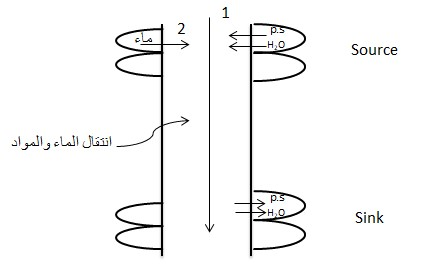 1
2
ماء
p.s
H₂O
Source
انتقال الماء والمواد
p.s
H₂O
Sink